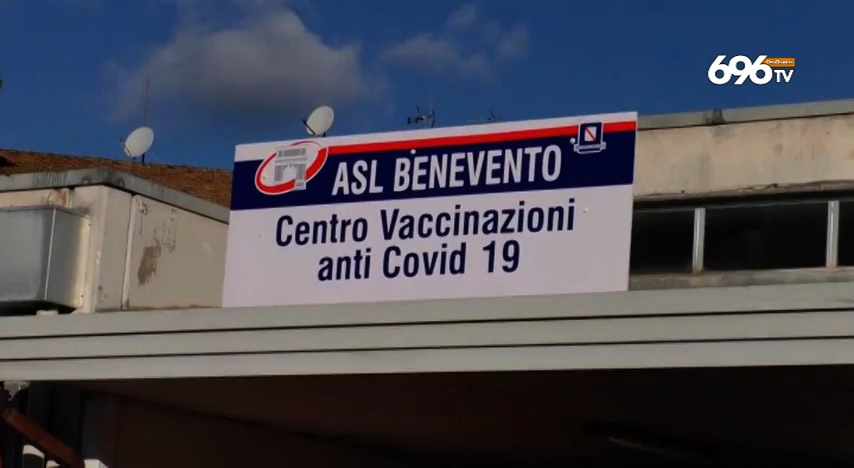 696 TV
ASL BENEVENTO
Centro Vaccinazioni
anti Covid 19